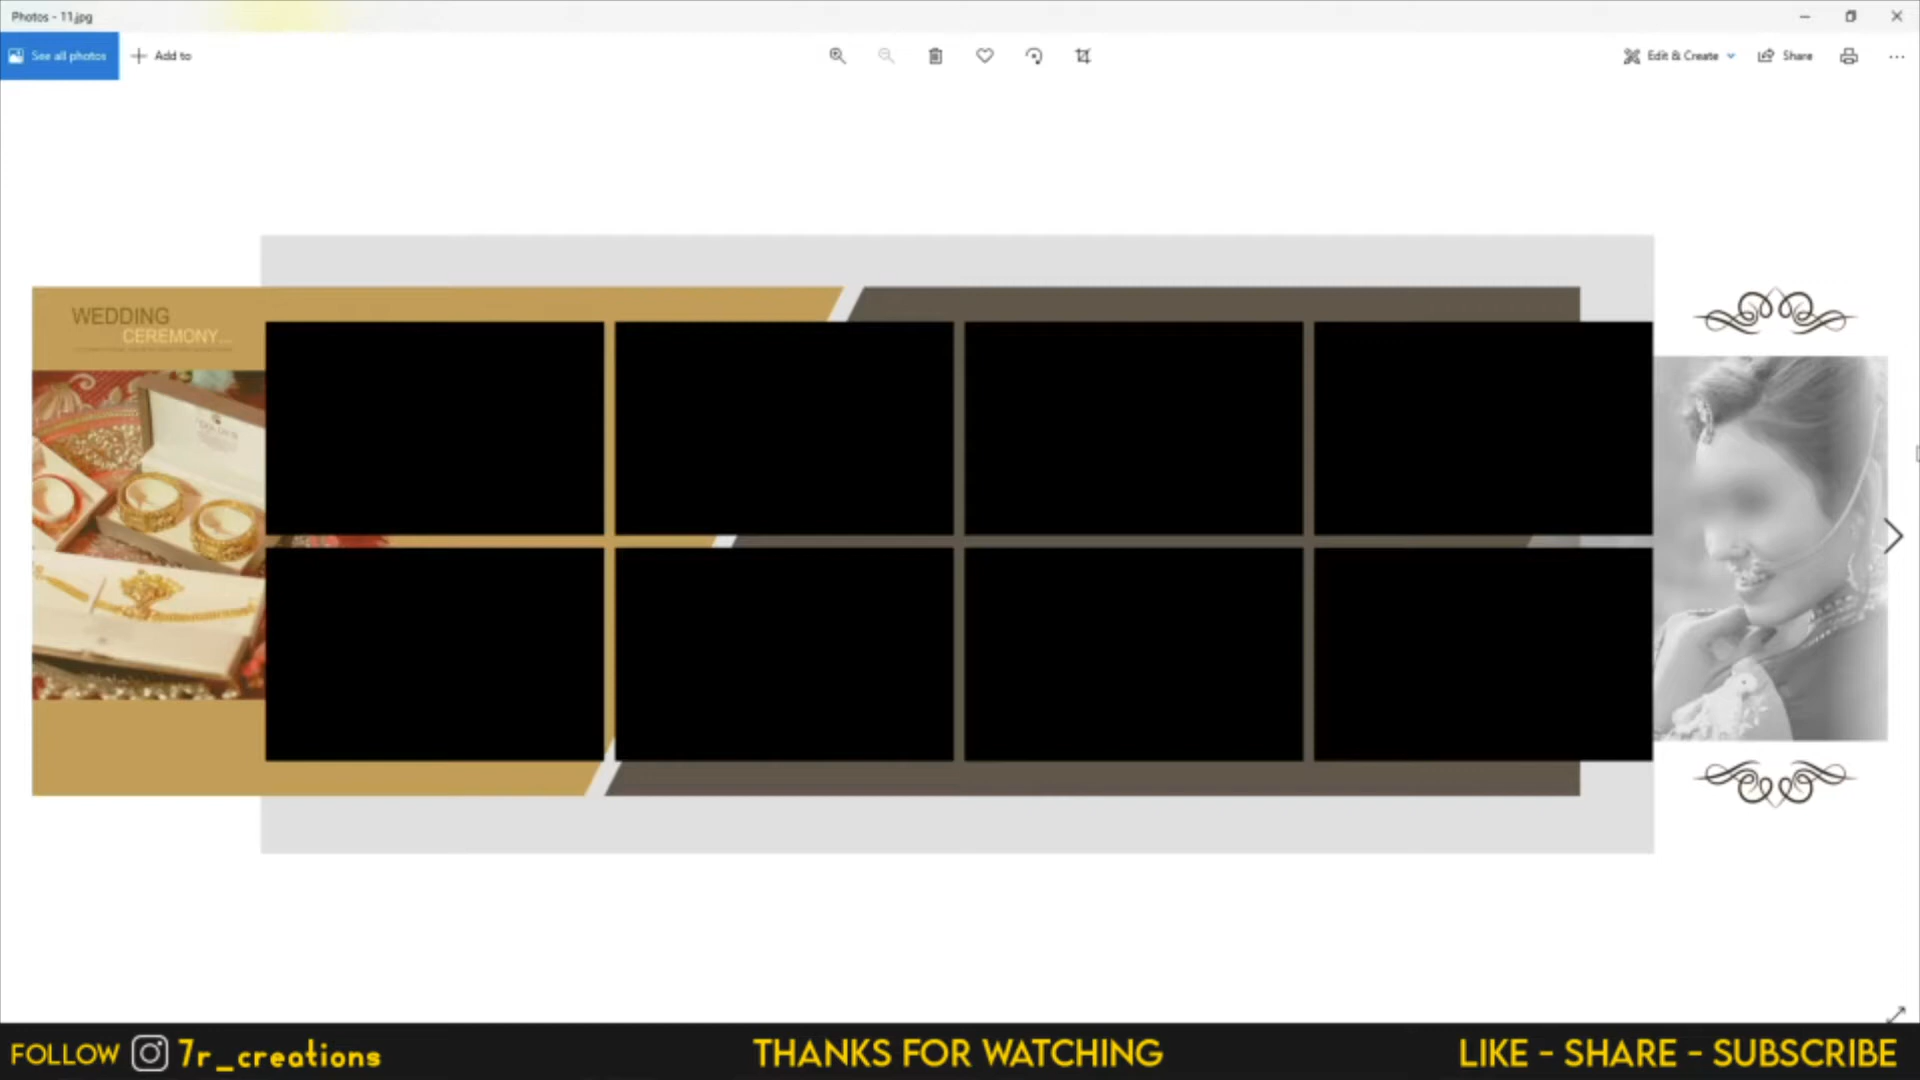 Photos - 11.jpg
See all photos
Add to
Edit & Create
Share
WEDDING
CEREMONY...
FOLLOW 7r_creations
THANKS FOR WATCHING
LIKE - SHARE - SUBSCRIBE